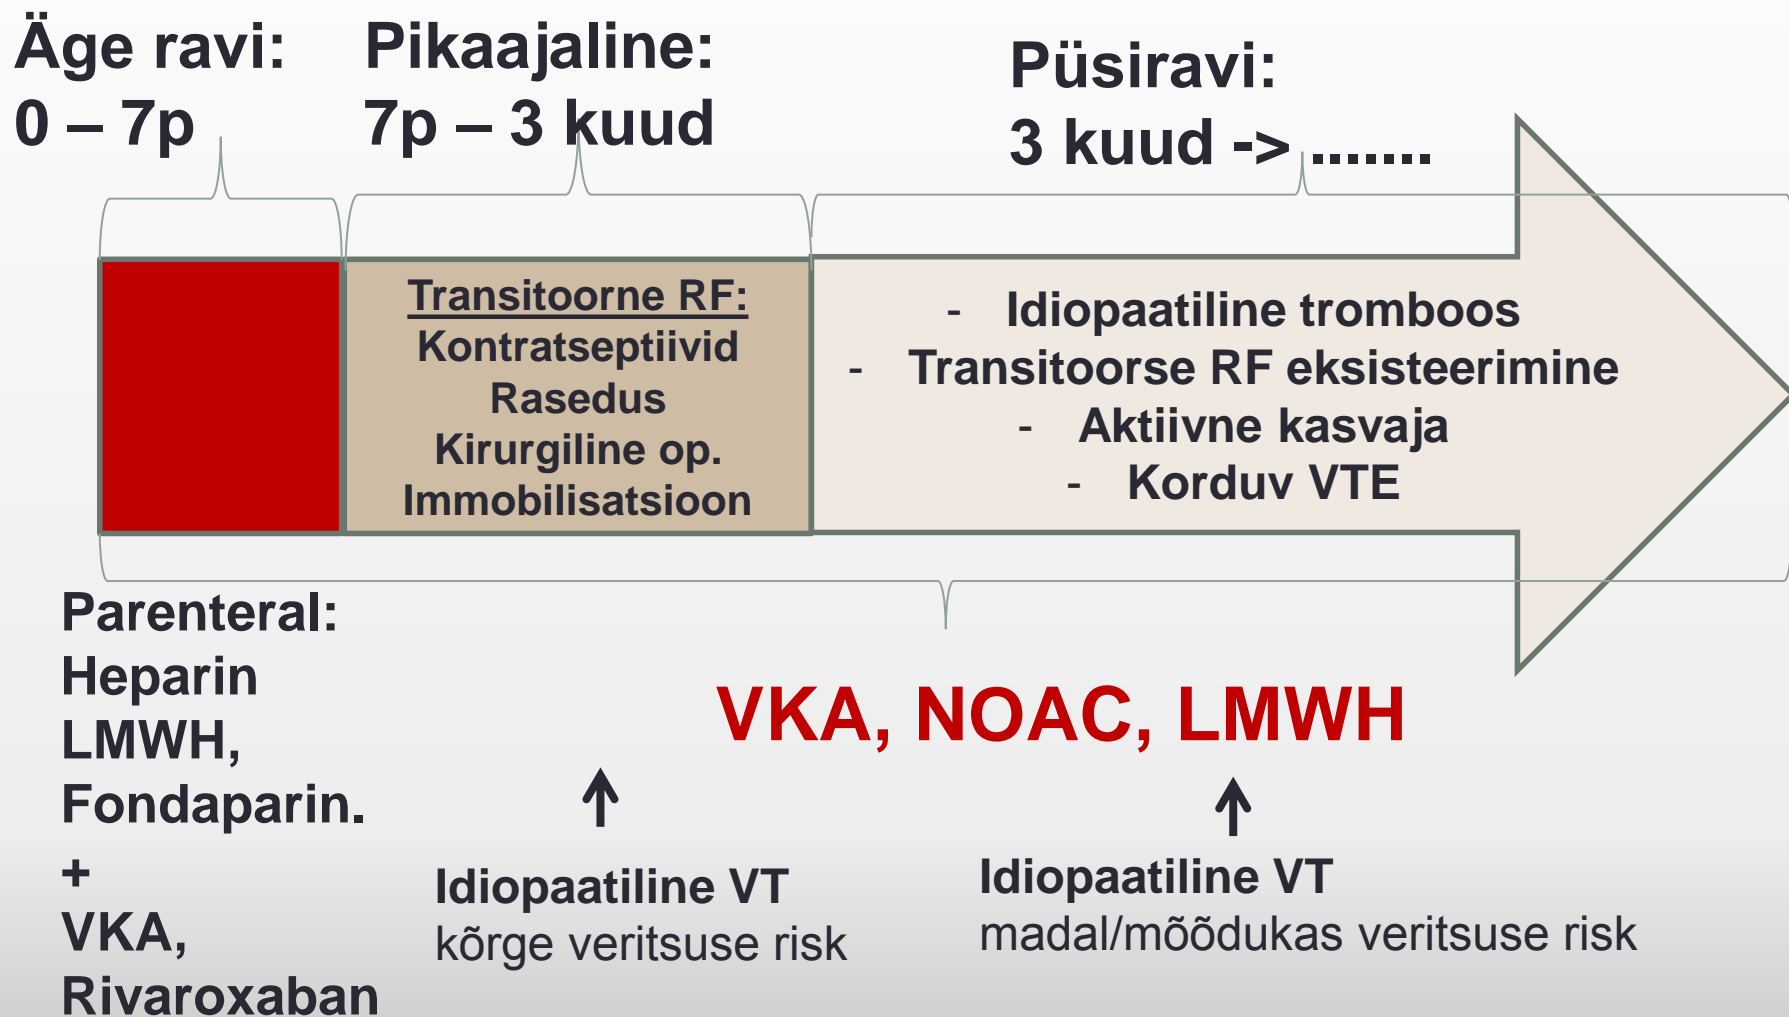 Äge ravi:
0 – 7p
Pikaajaline:
7p – 3 kuud
Püsiravi:
3 kuud -> .......
Transitoorne RF:
Kontratseptiivid
Rasedus
Kirurgiline op.
Immobilisatsioon
- Idiopaatiline tromboos
- Transitoorse RF eksisteerimine
- Aktiivne kasvaja
- Korduv VTE
Parenteral:
Heparin
LMWH,
Fondaparin.
+
VKA,
Rivaroxaban
VKA, NOAC, LMWH
Idiopaatiline VT
kõrge veritsuse risk
Idiopaatiline VT
madal/mõõdukas veritsuse risk